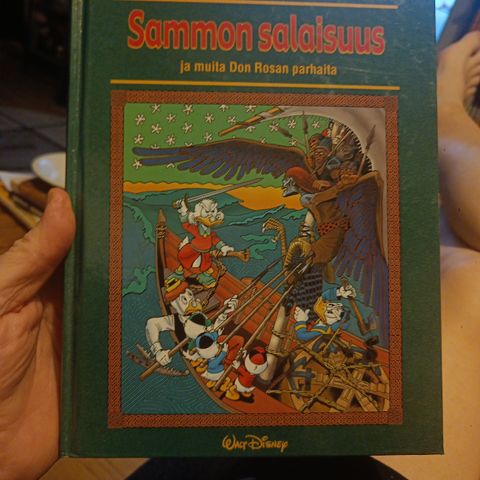 Sammon salaisuus
ja muita Don Rosan parhaita
WALT DISNEY